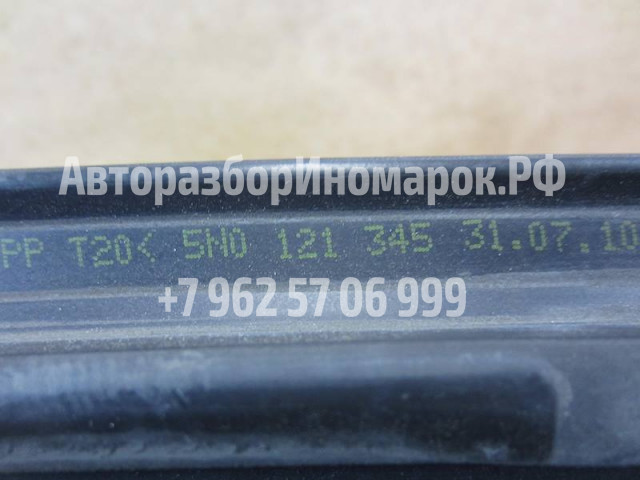 АвторазборИномарок.РФ
PP T20< 5N0 121 345 31.07.10
+7 962 57 06 999